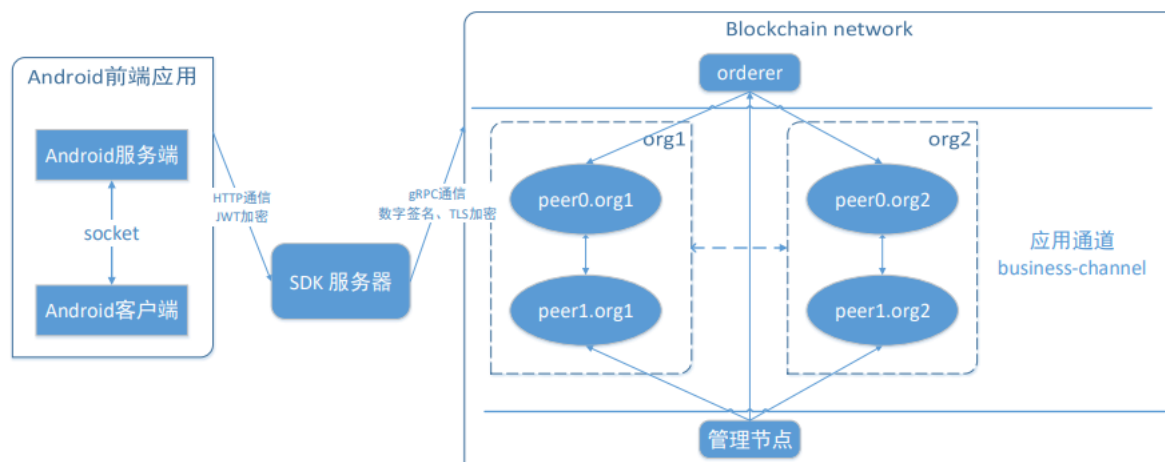 Android前端应用
Android服务端
socket
Android客户端
HTTP通信
JWT加密
SDK 服务器
gRPC通信
数字签名、TLS加密
Blockchain network
orderer
org1
peer0.org1
peer1.org1
org2
peer0.org2
peer1.org2
应用通道
business-channel
管理节点